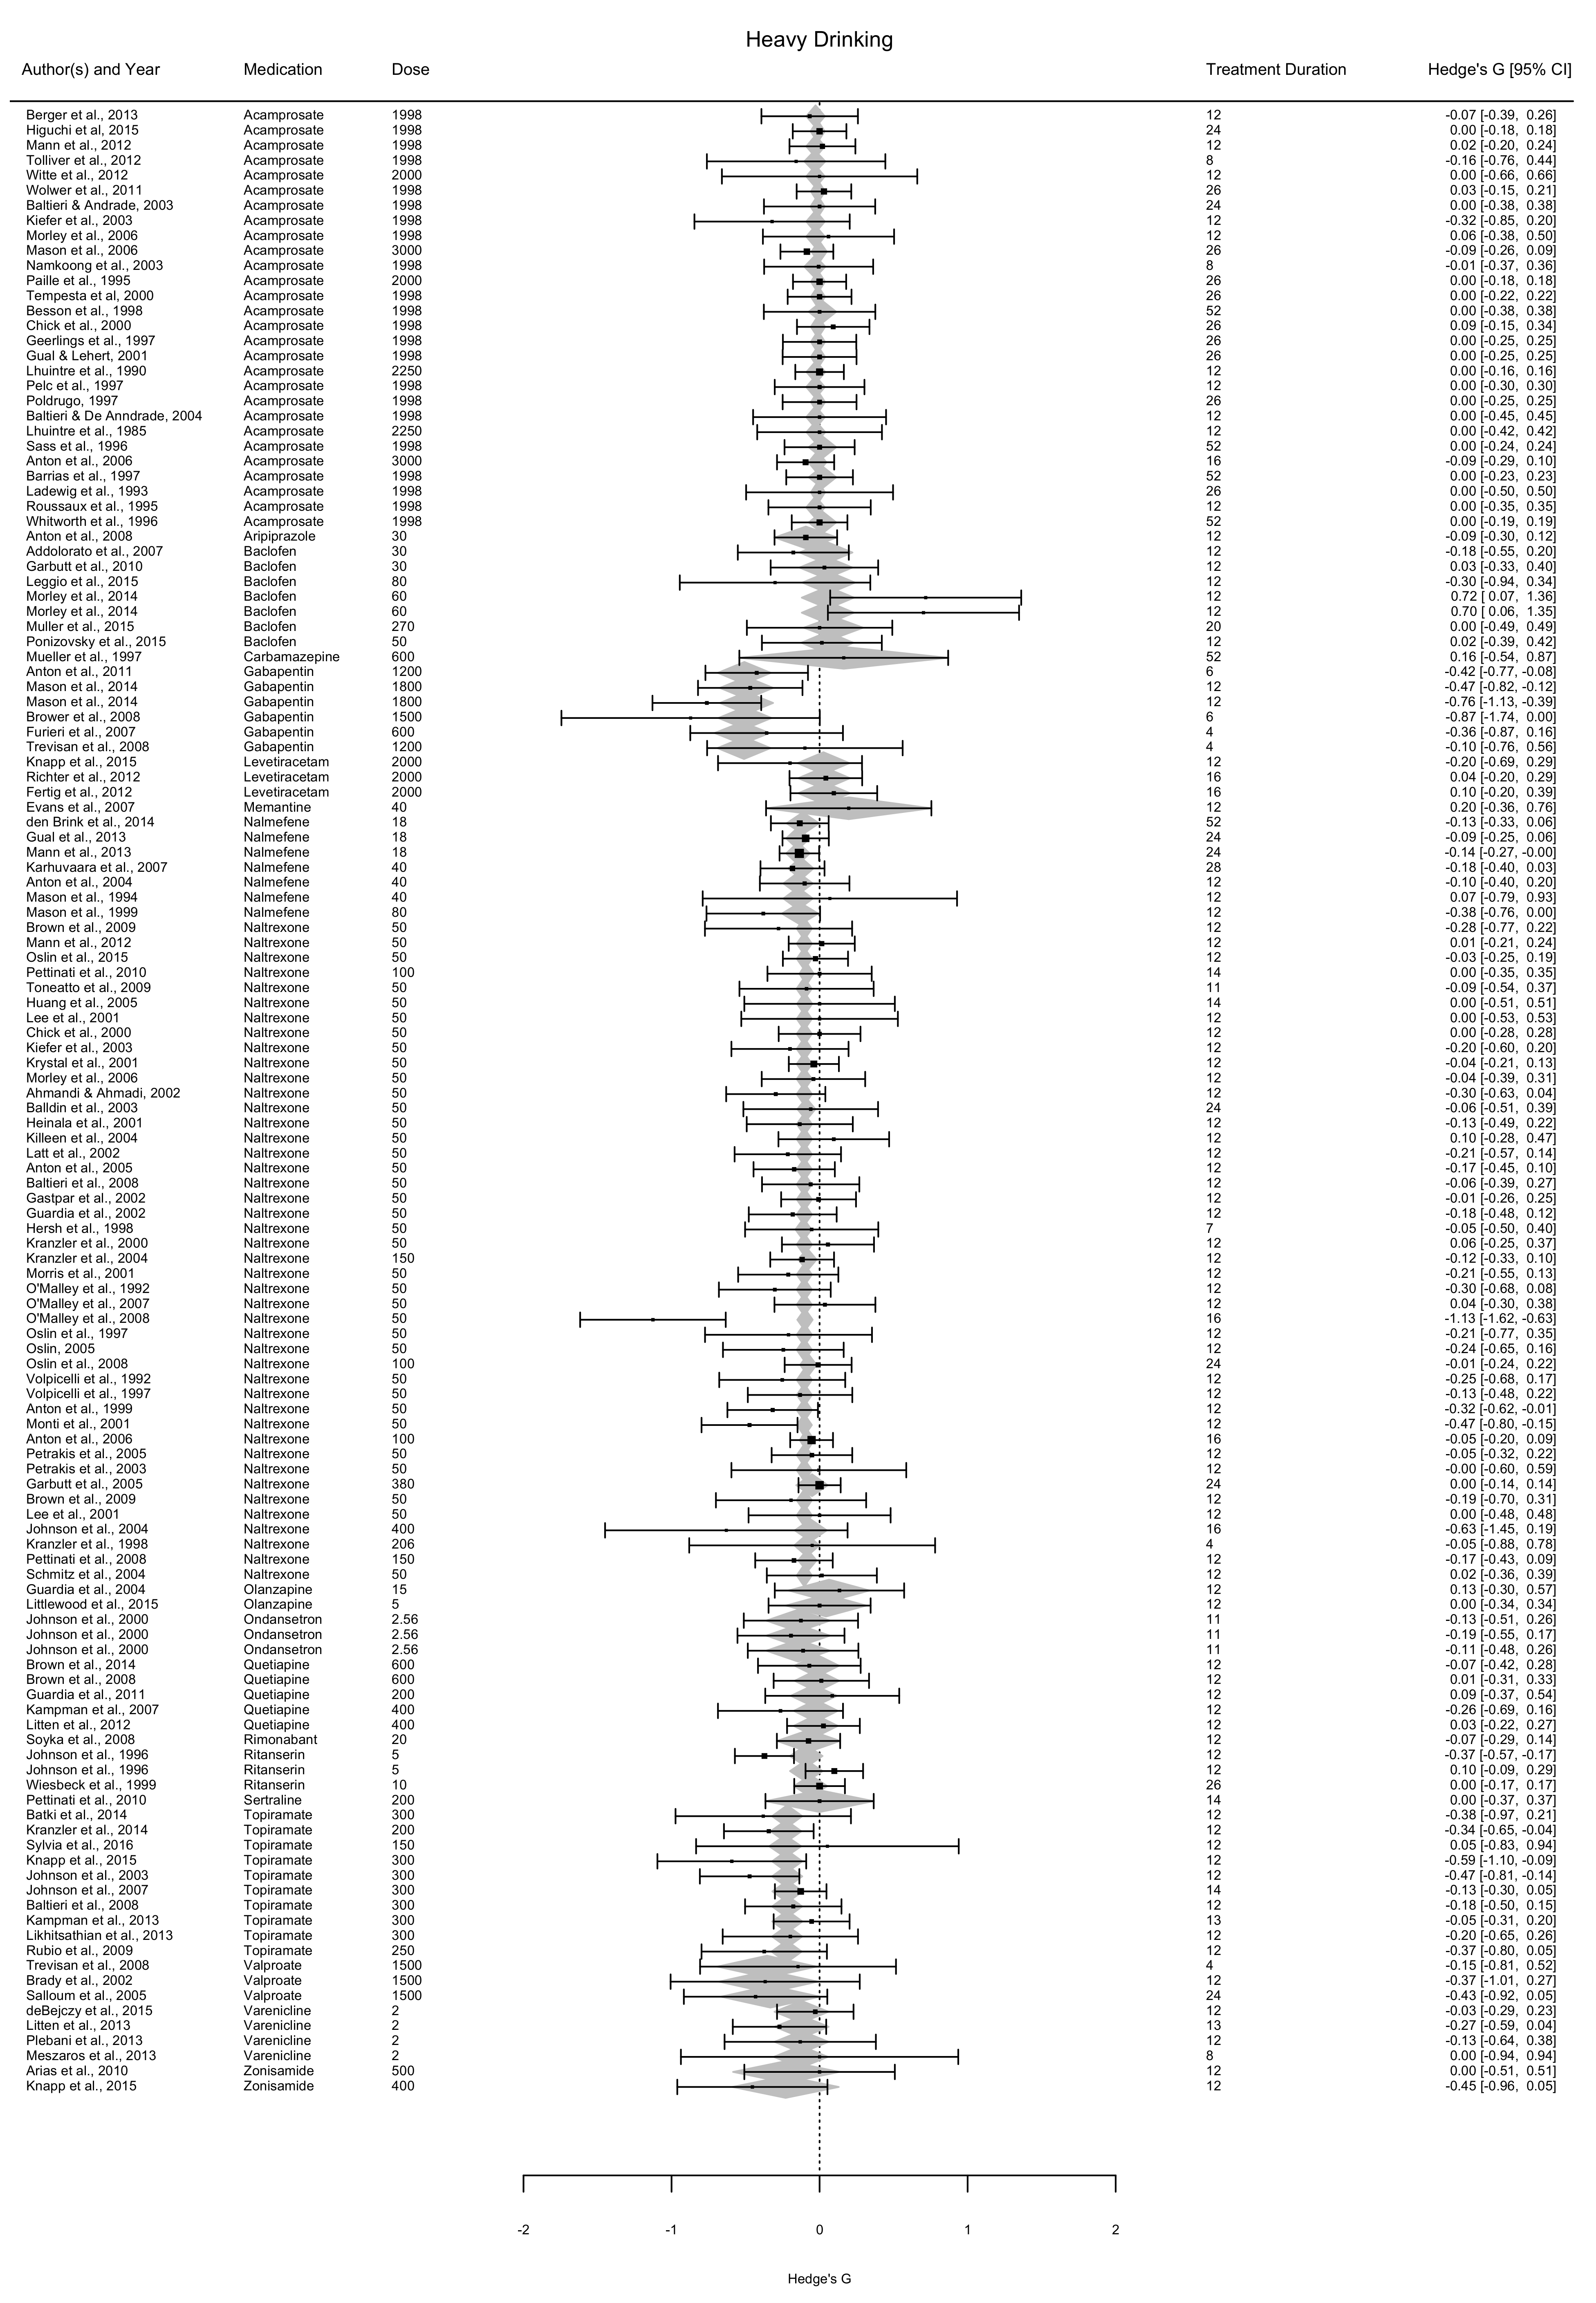 Heavy Drinking
Author(s) and Year Medication Dose Treatment Duration Hedge's G [95% CI]
Berger et al., 2013 Acamprosate 1998 12 -0.07 [-0.39, 0.26]
Higuchi et al, 2015 Acamprosate 1998 24 0.00 [-0.18, 0.18]
Mann et al., 2012 Acamprosate 1998 12 0.02 [-0.20, 0.24]
Tolliver et al., 2012 Acamprosate 1998 8 -0.16 [-0.76, 0.44]
Witte et al., 2012 Acamprosate 2000 12 0.00 [-0.66, 0.66]
Wolwer et al., 2011 Acamprosate 1998 26 0.03 [-0.15, 0.21]
Baltieri & Andrade, 2003 Acamprosate 1998 24 0.00 [-0.38, 0.38]
Kiefer et al., 2003 Acamprosate 1998 12 -0.32 [-0.85, 0.20]
Morley et al., 2006 Acamprosate 1998 12 0.06 [-0.38, 0.50]
Mason et al., 2006 Acamprosate 3000 26 -0.09 [-0.26, 0.09]
Namkoong et al., 2003 Acamprosate 1998 8 -0.01 [-0.37, 0.36]
Paille et al., 1995 Acamprosate 2000 26 0.00 [-0.18, 0.18]
Tempesta et al, 2000 Acamprosate 1998 26 0.00 [-0.22, 0.22]
Besson et al., 1998 Acamprosate 1998 52 0.00 [-0.38, 0.38]
Chick et al., 2000 Acamprosate 1998 26 0.09 [-0.15, 0.34]
Geerlings et al., 1997 Acamprosate 1998 26 0.00 [-0.25, 0.25]
Gual & Lehert, 2001 Acamprosate 1998 26 0.00 [-0.25, 0.25]
Lhuintre et al., 1990 Acamprosate 2250 12 0.00 [-0.16, 0.16]
Pelc et al., 1997 Acamprosate 1998 12 0.00 [-0.30, 0.30]
Poldrugo, 1997 Acamprosate 1998 26 0.00 [-0.25, 0.25]
Baltieri & De Anndrade, 2004 Acamprosate 1998 12 0.00 [-0.45, 0.45]
Lhuintre et al., 1985 Acamprosate 2250 12 0.00 [-0.42, 0.42]
Sass et al., 1996 Acamprosate 1998 52 0.00 [-0.24, 0.24]
Anton et al., 2006 Acamprosate 3000 16 -0.09 [-0.29, 0.10]
Barrias et al., 1997 Acamprosate 1998 52 0.00 [-0.23, 0.23]
Ladewig et al., 1993 Acamprosate 1998 26 0.00 [-0.50, 0.50]
Roussaux et al., 1995 Acamprosate 1998 12 0.00 [-0.35, 0.35]
Whitworth et al., 1996 Acamprosate 1998 52 0.00 [-0.19, 0.19]
Anton et al., 2008 Aripiprazole 30 12 -0.09 [-0.30, 0.12]
Addolorato et al., 2007 Baclofen 30 12 -0.18 [-0.55, 0.20]
Garbutt et al., 2010 Baclofen 30 12 0.03 [-0.33, 0.40]
Leggio et al., 2015 Baclofen 80 12 -0.30 [-0.94, 0.34]
Morley et al., 2014 Baclofen 60 12 0.72 [ 0.07, 1.36]
Morley et al., 2014 Baclofen 60 12 0.70 [ 0.06, 1.35]
Muller et al., 2015 Baclofen 270 20 0.00 [-0.49, 0.49]
Ponizovsky et al., 2015 Baclofen 50 12 0.02 [-0.39, 0.42]
Mueller et al., 1997 Carbamazepine 600 52 0.16 [-0.54, 0.87]
Anton et al., 2011 Gabapentin 1200 6 -0.42 [-0.77, -0.08]
Mason et al., 2014 Gabapentin 1800 12 -0.47 [-0.82, -0.12]
Mason et al., 2014 Gabapentin 1800 12 -0.76 [-1.13, -0.39]
Brower et al., 2008 Gabapentin 1500 6 -0.87 [-1.74, 0.00]
Furieri et al., 2007 Gabapentin 600 4 -0.36 [-0.87, 0.16]
Trevisan et al., 2008 Gabapentin 1200 4 -0.10 [-0.76, 0.56]
Knapp et al., 2015 Levetiracetam 2000 12 -0.20 [-0.69, 0.29]
Richter et al., 2012 Levetiracetam 2000 16 0.04 [-0.20, 0.29]
Fertig et al., 2012 Levetiracetam 2000 16 0.10 [-0.20, 0.39]
Evans et al., 2007 Memantine 40 12 0.20 [-0.36, 0.76]
den Brink et al., 2014 Nalmefene 18 52 -0.13 [-0.33, 0.06]
Gual et al., 2013 Nalmefene 18 24 -0.09 [-0.25, 0.06]
Mann et al., 2013 Nalmefene 18 24 -0.14 [-0.27, -0.00]
Karhuvaara et al., 2007 Nalmefene 40 28 -0.18 [-0.40, 0.03]
Anton et al., 2004 Nalmefene 40 12 -0.10 [-0.40, 0.20]
Mason et al., 1994 Nalmefene 40 12 0.07 [-0.79, 0.93]
Mason et al., 1999 Nalmefene 80 12 -0.38 [-0.76, 0.00]
Brown et al., 2009 Naltrexone 50 12 -0.28 [-0.77, 0.22]
Mann et al., 2012 Naltrexone 50 12 0.01 [-0.21, 0.24]
Oslin et al., 2015 Naltrexone 50 12 -0.03 [-0.25, 0.19]
Pettinati et al., 2010 Naltrexone 100 14 0.00 [-0.35, 0.35]
Toneatto et al., 2009 Naltrexone 50 11 -0.09 [-0.54, 0.37]
Huang et al., 2005 Naltrexone 50 14 0.00 [-0.51, 0.51]
Lee et al., 2001 Naltrexone 50 12 0.00 [-0.53, 0.53]
Chick et al., 2000 Naltrexone 50 12 0.00 [-0.28, 0.28]
Kiefer et al., 2003 Naltrexone 50 12 -0.20 [-0.60, 0.20]
Krystal et al., 2001 Naltrexone 50 12 -0.04 [-0.21, 0.13]
Morley et al., 2006 Naltrexone 50 12 -0.04 [-0.39, 0.31]
Ahmandi & Ahmadi, 2002 Naltrexone 50 12 -0.30 [-0.63, 0.04]
Balldin et al., 2003 Naltrexone 50 24 -0.06 [-0.51, 0.39]
Heinala et al., 2001 Naltrexone 50 12 -0.13 [-0.49, 0.22]
Killeen et al., 2004 Naltrexone 50 12 0.10 [-0.28, 0.47]
Latt et al., 2002 Naltrexone 50 12 -0.21 [-0.57, 0.14]
Anton et al., 2005 Naltrexone 50 12 -0.17 [-0.45, 0.10]
Baltieri et al., 2008 Naltrexone 50 12 -0.06 [-0.39, 0.27]
Gastpar et al., 2002 Naltrexone 50 12 -0.01 [-0.26, 0.25]
Guardia et al., 2002 Naltrexone 50 12 -0.18 [-0.48, 0.12]
Hersh et al., 1998 Naltrexone 50 7 -0.05 [-0.50, 0.40]
Kranzler et al., 2000 Naltrexone 50 12 0.06 [-0.25, 0.37]
Kranzler et al., 2004 Naltrexone 150 12 -0.12 [-0.33, 0.10]
Morris et al., 2001 Naltrexone 50 12 -0.21 [-0.55, 0.13]
O'Malley et al., 1992 Naltrexone 50 12 -0.30 [-0.68, 0.08]
O'Malley et al., 2007 Naltrexone 50 12 0.04 [-0.30, 0.38]
O'Malley et al., 2008 Naltrexone 50 16 -1.13 [-1.62, -0.63]
Oslin et al., 1997 Naltrexone 50 12 -0.21 [-0.77, 0.35]
Oslin, 2005 Naltrexone 50 12 -0.24 [-0.65, 0.16]
Oslin et al., 2008 Naltrexone 100 24 -0.01 [-0.24, 0.22]
Volpicelli et al., 1992 Naltrexone 50 12 -0.25 [-0.68, 0.17]
Volpicelli et al., 1997 Naltrexone 50 12 -0.13 [-0.48, 0.22]
Anton et al., 1999 Naltrexone 50 12 -0.32 [-0.62, -0.01]
Monti et al., 2001 Naltrexone 50 12 -0.47 [-0.80, -0.15]
Anton et al., 2006 Naltrexone 100 16 -0.05 [-0.20, 0.09]
Petrakis et al., 2005 Naltrexone 50 12 -0.05 [-0.32, 0.22]
Petrakis et al., 2003 Naltrexone 50 12 -0.00 [-0.60, 0.59]
Garbutt et al., 2005 Naltrexone 380 24 0.00 [-0.14, 0.14]
Brown et al., 2009 Naltrexone 50 12 -0.19 [-0.70, 0.31]
Lee et al., 2001 Naltrexone 50 12 0.00 [-0.48, 0.48]
Johnson et al., 2004 Naltrexone 400 16 -0.63 [-1.45, 0.19]
Kranzler et al., 1998 Naltrexone 206 4 -0.05 [-0.88, 0.78]
Pettinati et al., 2008 Naltrexone 150 12 -0.17 [-0.43, 0.09]
Schmitz et al., 2004 Naltrexone 50 12 0.02 [-0.36, 0.39]
Guardia et al., 2004 Olanzapine 15 12 0.13 [-0.30, 0.57]
Littlewood et al., 2015 Olanzapine 5 12 0.00 [-0.34, 0.34]
Johnson et al., 2000 Ondansetron 2.56 11 -0.13 [-0.51, 0.26]
Johnson et al., 2000 Ondansetron 2.56 11 -0.19 [-0.55, 0.17]
Johnson et al., 2000 Ondansetron 2.56 11 -0.11 [-0.48, 0.26]
Brown et al., 2014 Quetiapine 600 12 -0.07 [-0.42, 0.28]
Brown et al., 2008 Quetiapine 600 12 0.01 [-0.31, 0.33]
Guardia et al., 2011 Quetiapine 200 12 0.09 [-0.37, 0.54]
Kampman et al., 2007 Quetiapine 400 12 -0.26 [-0.69, 0.16]
Litten et al., 2012 Quetiapine 400 12 0.03 [-0.22, 0.27]
Soyka et al., 2008 Rimonabant 20 12 -0.07 [-0.29, 0.14]
Johnson et al., 1996 Ritanserin 5 12 -0.37 [-0.57, -0.17]
Johnson et al., 1996 Ritanserin 5 12 0.10 [-0.09, 0.29]
Wiesbeck et al., 1999 Ritanserin 10 26 0.00 [-0.17, 0.17]
Pettinati et al., 2010 Sertraline 200 14 0.00 [-0.37, 0.37]
Batki et al., 2014 Topiramate 300 12 -0.38 [-0.97, 0.21]
Kranzler et al., 2014 Topiramate 200 12 -0.34 [-0.65, -0.04]
Sylvia et al., 2016 Topiramate 150 12 0.05 [-0.83, 0.94]
Knapp et al., 2015 Topiramate 300 12 -0.59 [-1.10, -0.09]
Johnson et al., 2003 Topiramate 300 12 -0.47 [-0.81, -0.14]
Johnson et al., 2007 Topiramate 300 14 -0.13 [-0.30, 0.05]
Baltieri et al., 2008 Topiramate 300 12 -0.18 [-0.50, 0.15]
Kampman et al., 2013 Topiramate 300 13 -0.05 [-0.31, 0.20]
Likhitsathian et al., 2013 Topiramate 300 12 -0.20 [-0.65, 0.26]
Rubio et al., 2009 Topiramate 250 12 -0.37 [-0.80, 0.05]
Trevisan et al., 2008 Valproate 1500 4 -0.15 [-0.81, 0.52]
Brady et al., 2002 Valproate 1500 12 -0.37 [-1.01, 0.27]
Salloum et al., 2005 Valproate 1500 24 -0.43 [-0.92, 0.05]
deBejczy et al., 2015 Varenicline 2 12 -0.03 [-0.29, 0.23]
Litten et al., 2013 Varenicline 2 13 -0.27 [-0.59, 0.04]
Plebani et al., 2013 Varenicline 2 12 -0.13 [-0.64, 0.38]
Meszaros et al., 2013 Varenicline 2 8 0.00 [-0.94, 0.94]
Arias et al., 2010 Zonisamide 500 12 0.00 [-0.51, 0.51]
Knapp et al., 2015 Zonisamide 400 12 -0.45 [-0.96, 0.05]
-2 -1 0 1 2
Hedge's G